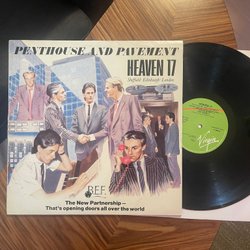 PENTHOUSE AND PAVEMENT
HEAVEN 17
Sheffield · Edinburgh · London
B.E.F.
The New Partnership –
That's opening doors all over the world
Virgin